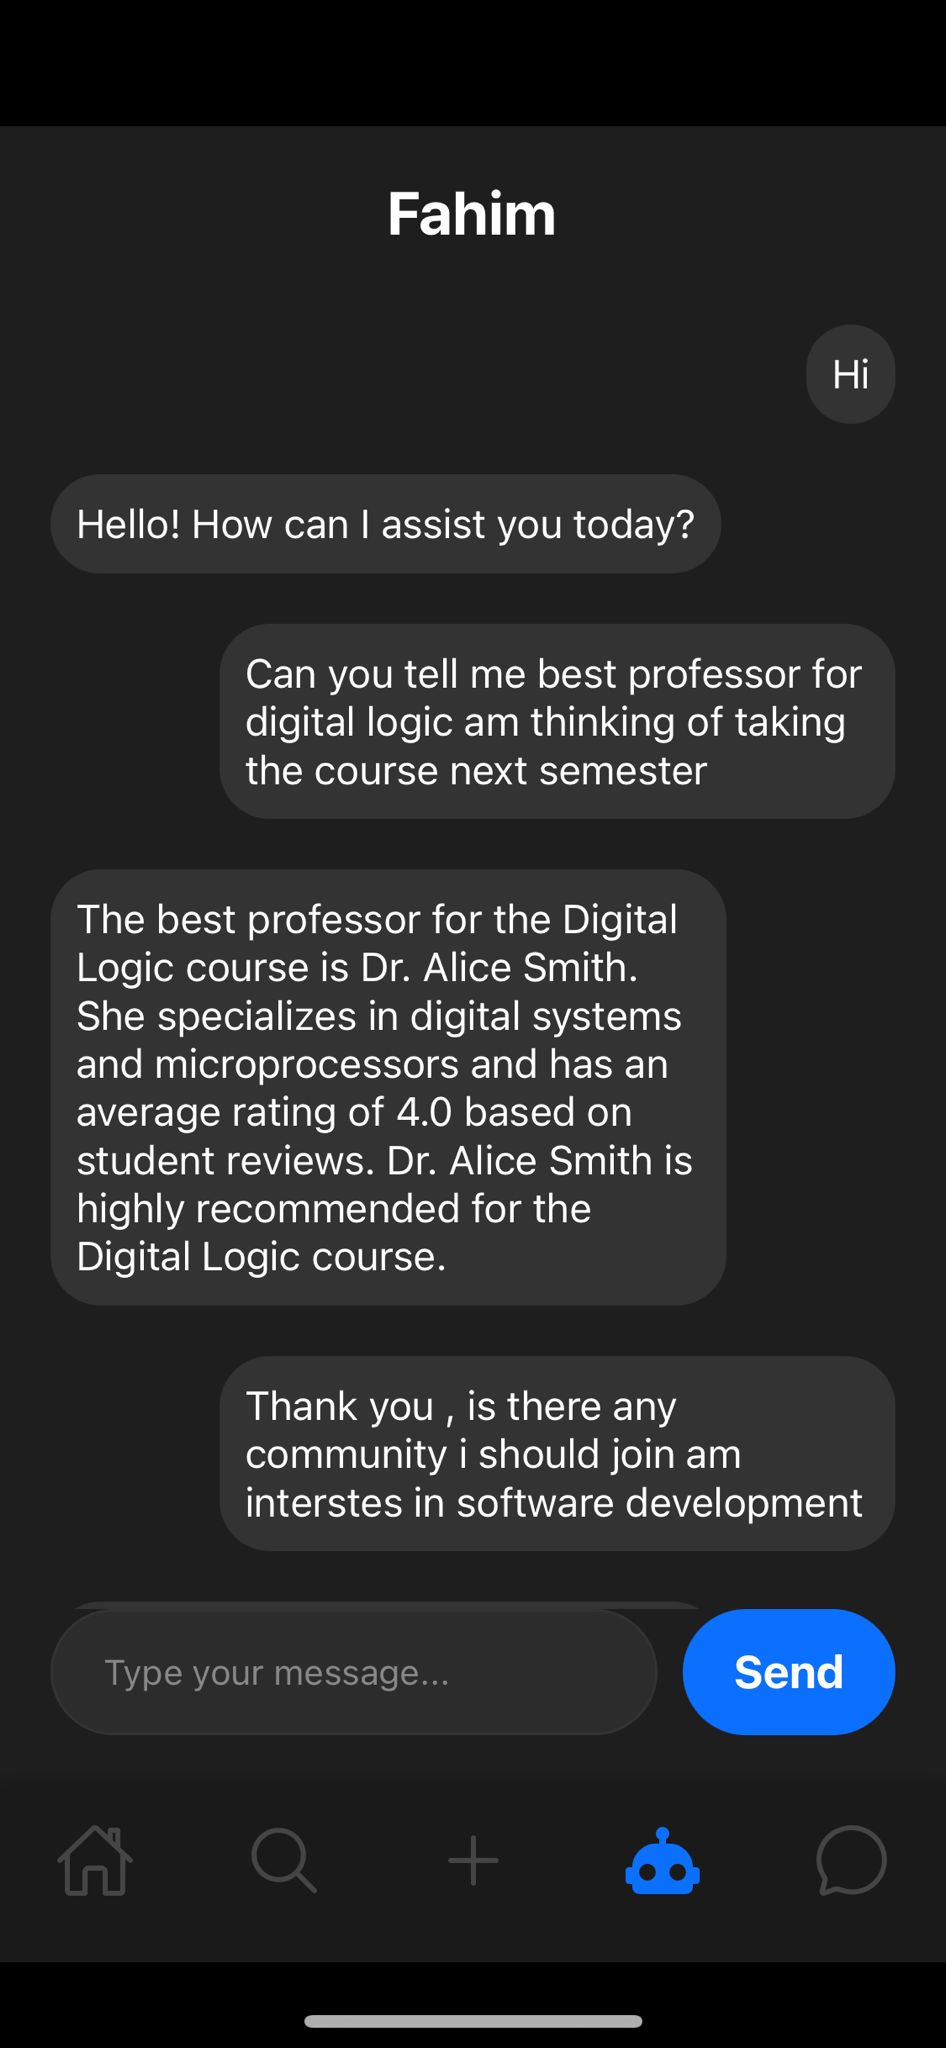 Fahim
Hi
Hello! How can I assist you today?
Can you tell me best professor for
digital logic am thinking of taking
the course next semester
The best professor for the Digital
Logic course is Dr. Alice Smith.
She specializes in digital systems
and microprocessors and has an
average rating of 4.0 based on
student reviews. Dr. Alice Smith is
highly recommended for the
Digital Logic course.
Thank you , is there any
community i should join am
interstes in software development
Type your message...
Send